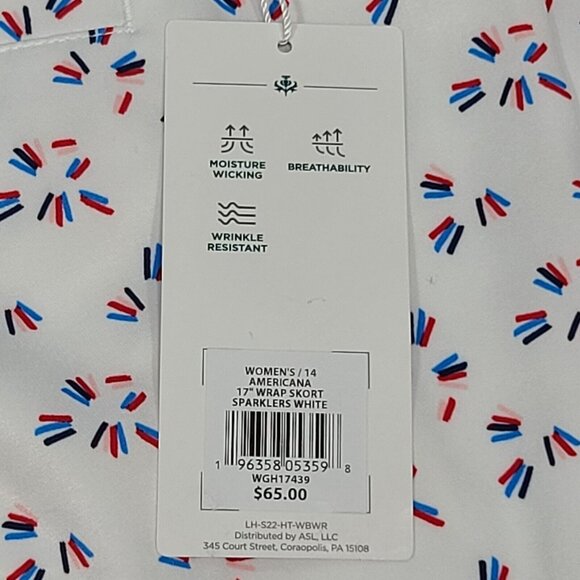 MOISTURE
WICKING
BREATHABILITY
WRINKLE
RESISTANT
WOMEN'S / 14
AMERICANA
17" WRAP SKORT
SPARKLERS WHITE
1 96358 05359 8
WGH17439
$65.00
LH-S22-HT-WBWR
Distributed by ASL, LLC
345 Court Street, Coraopolis, PA 15108